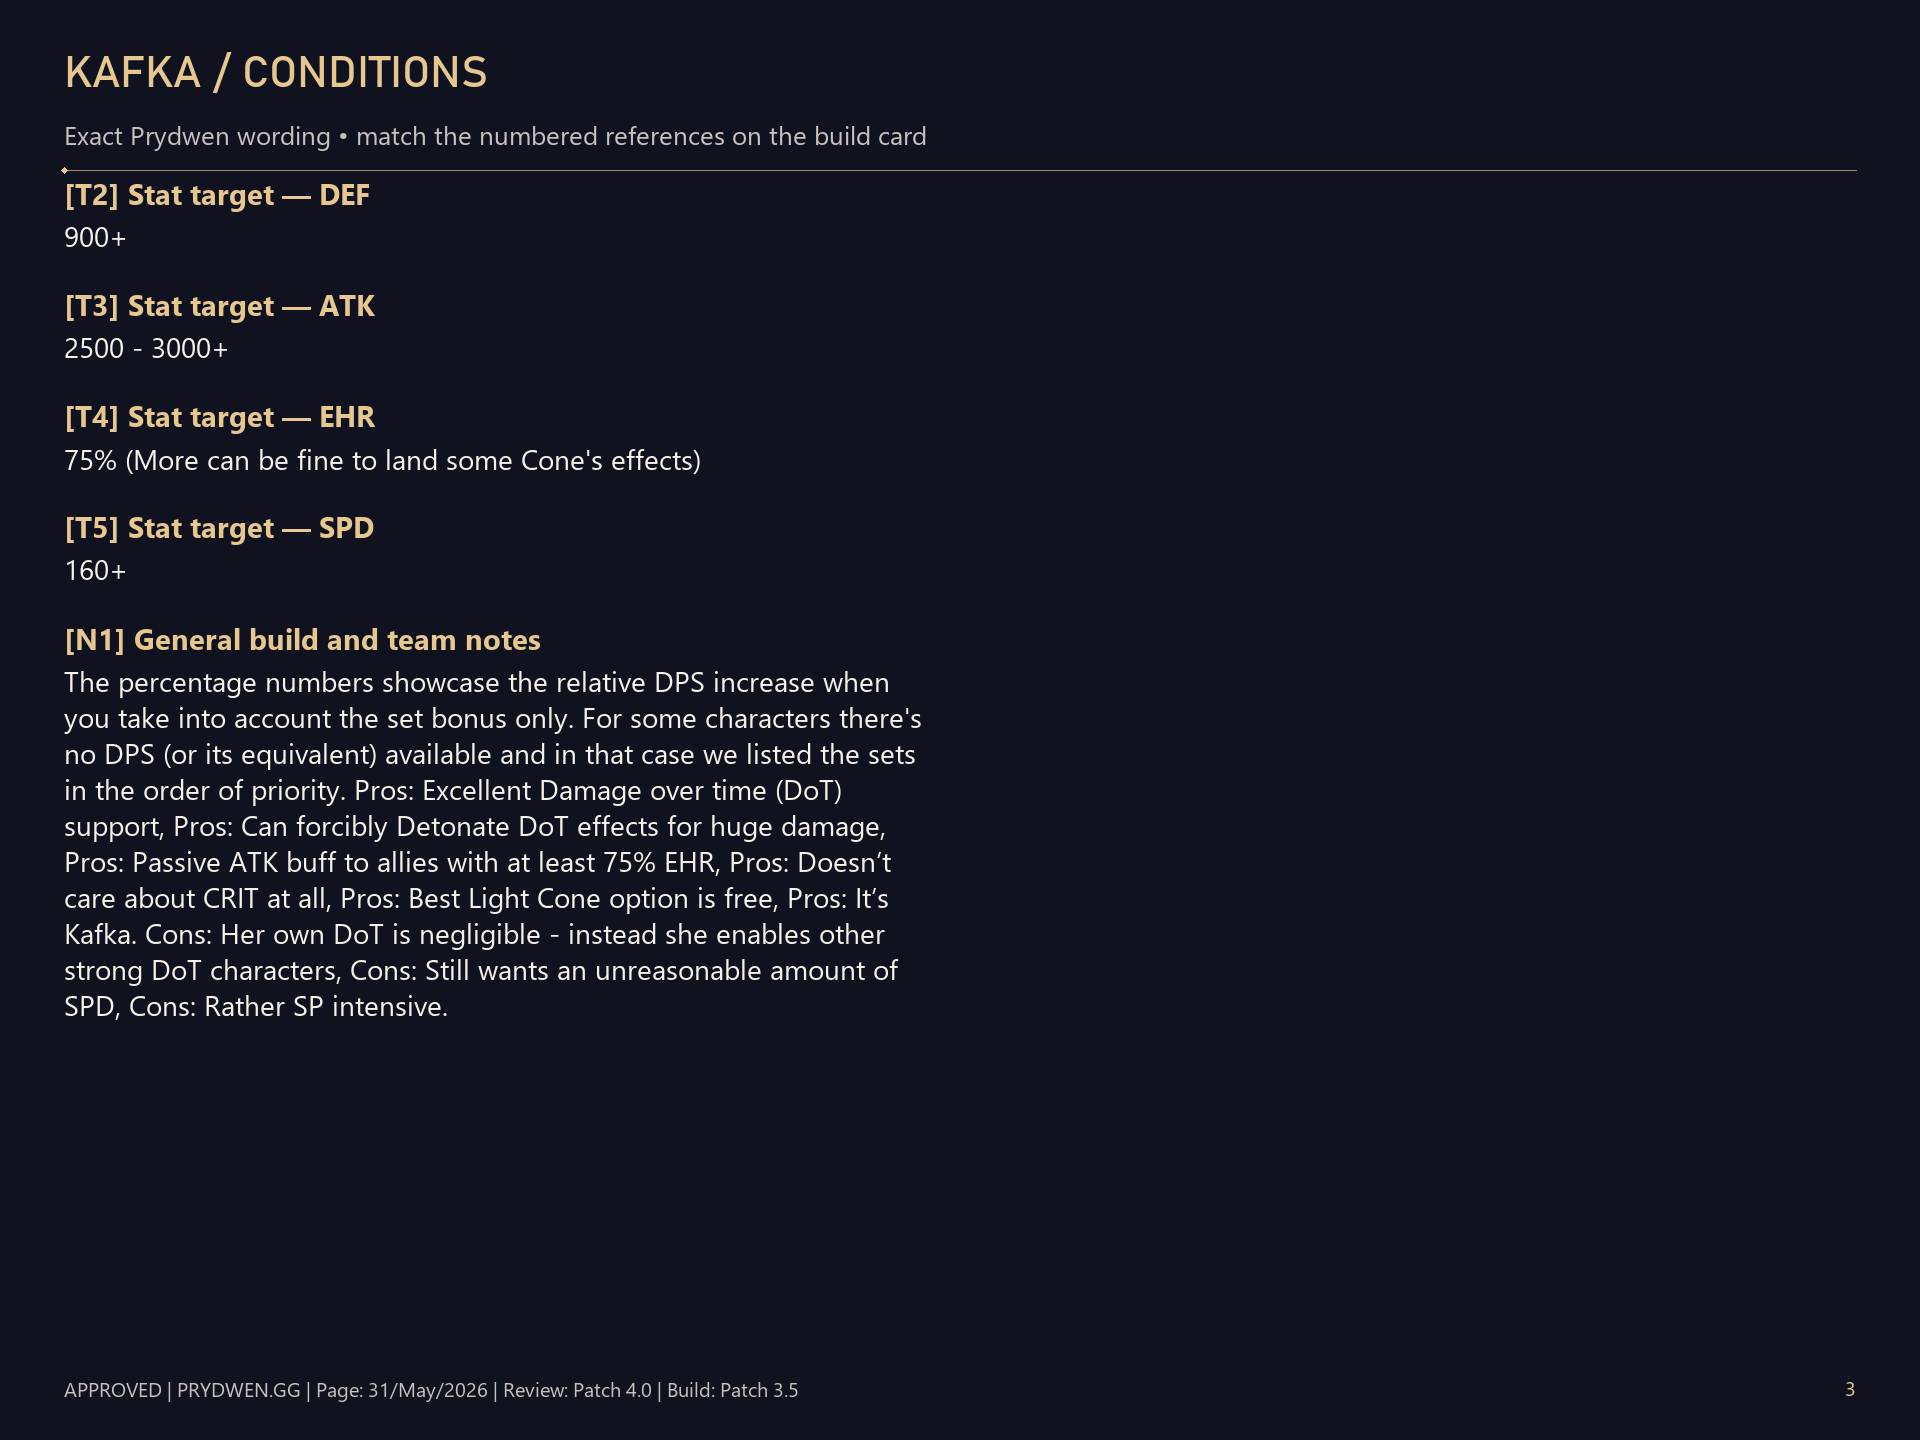 KAFKA / CONDITIONS
Exact Prydwen wording • match the numbered references on the build card
[T2] Stat target — DEF
900+
[T3] Stat target — ATK
2500 - 3000+
[T4] Stat target — EHR
75% (More can be fine to land some Cone's effects)
[T5] Stat target — SPD
160+
[N1] General build and team notes
The percentage numbers showcase the relative DPS increase when
you take into account the set bonus only. For some characters there's
no DPS (or its equivalent) available and in that case we listed the sets
in the order of priority. Pros: Excellent Damage over time (DoT)
support, Pros: Can forcibly Detonate DoT effects for huge damage,
Pros: Passive ATK buff to allies with at least 75% EHR, Pros: Doesn’t
care about CRIT at all, Pros: Best Light Cone option is free, Pros: It’s
Kafka. Cons: Her own DoT is negligible - instead she enables other
strong DoT characters, Cons: Still wants an unreasonable amount of
SPD, Cons: Rather SP intensive.
APPROVED | PRYDWEN.GG | Page: 31/May/2026 | Review: Patch 4.0 | Build: Patch 3.5
3